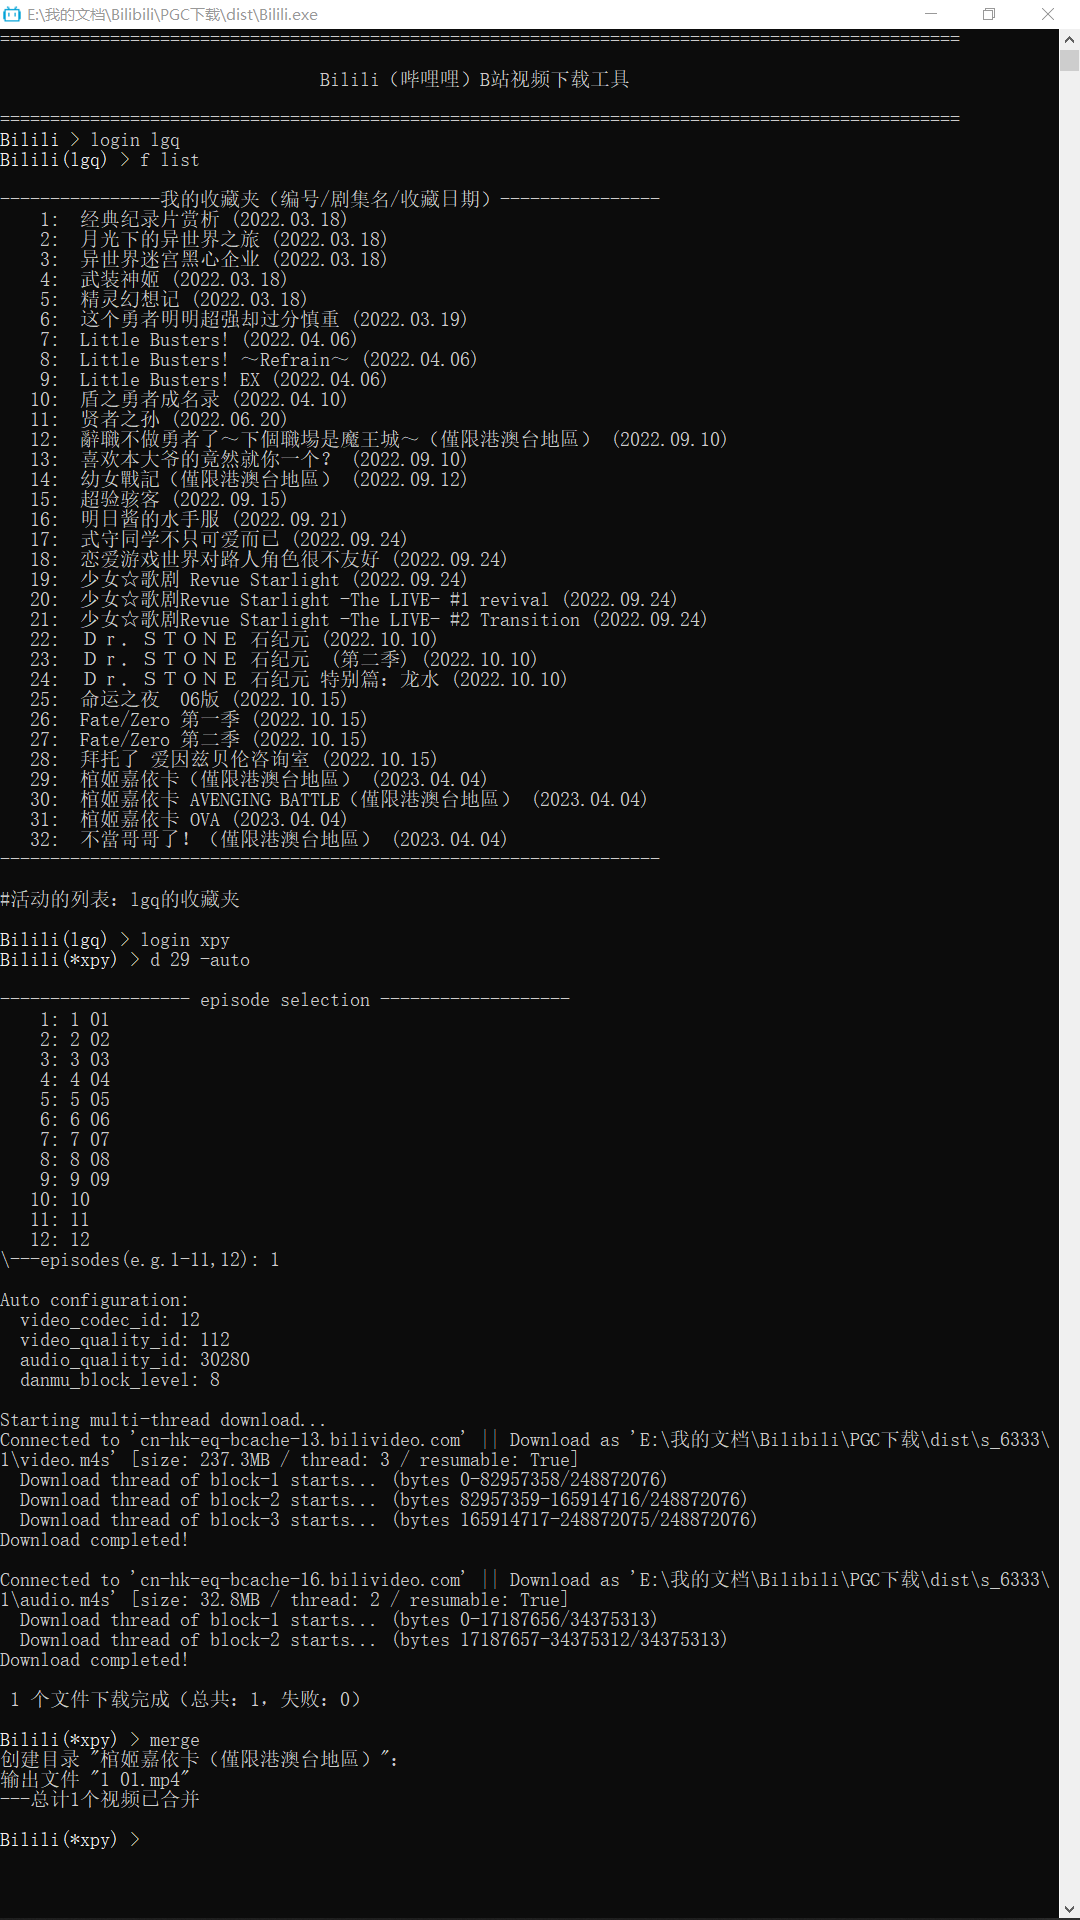 E:\我的文档\Bilibili\PGC下载\dist\Bilili.exe
================================================================================================
Bilili（哔哩哩）B站视频下载工具
================================================================================================
Bilili > login lgq
Bilili(lgq) > f list
----------------我的收藏夹（编号/剧集名/收藏日期）----------------
1: 经典纪录片赏析 (2022.03.18)
2: 月光下的异世界之旅 (2022.03.18)
3: 异世界迷宫黑心企业 (2022.03.18)
4: 武装神姬 (2022.03.18)
5: 精灵幻想记 (2022.03.18)
6: 这个勇者明明超强却过分慎重 (2022.03.19)
7: Little Busters! (2022.04.06)
8: Little Busters! ～Refrain～ (2022.04.06)
9: Little Busters! EX (2022.04.06)
10: 盾之勇者成名录 (2022.04.10)
11: 贤者之孙 (2022.06.20)
12: 辭職不做勇者了～下個職場是魔王城～（僅限港澳台地區） (2022.09.10)
13: 喜欢本大爷的竟然就你一个？ (2022.09.10)
14: 幼女戰記（僅限港澳台地區） (2022.09.12)
15: 超验骇客 (2022.09.15)
16: 明日酱的水手服 (2022.09.21)
17: 式守同学不只可爱而已 (2022.09.24)
18: 恋爱游戏世界对路人角色很不友好 (2022.09.24)
19: 少女☆歌剧 Revue Starlight (2022.09.24)
20: 少女☆歌剧Revue Starlight -The LIVE- #1 revival (2022.09.24)
21: 少女☆歌剧Revue Starlight -The LIVE- #2 Transition (2022.09.24)
22: Ｄｒ．ＳＴＯＮＥ 石纪元 (2022.10.10)
23: Ｄｒ．ＳＴＯＮＥ 石纪元 （第二季) (2022.10.10)
24: Ｄｒ．ＳＴＯＮＥ 石纪元 特别篇：龙水 (2022.10.10)
25: 命运之夜  06版 (2022.10.15)
26: Fate/Zero 第一季 (2022.10.15)
27: Fate/Zero 第二季 (2022.10.15)
28: 拜托了 爱因兹贝伦咨询室 (2022.10.15)
29: 棺姬嘉依卡（僅限港澳台地區） (2023.04.04)
30: 棺姬嘉依卡 AVENGING BATTLE（僅限港澳台地區） (2023.04.04)
31: 棺姬嘉依卡 OVA (2023.04.04)
32: 不當哥哥了！（僅限港澳台地區） (2023.04.04)
------------------------------------------------------------------
#活动的列表：lgq的收藏夹
Bilili(lgq) > login xpy
Bilili(*xpy) > d 29 -auto
------------------- episode selection -------------------
1: 1 01
2: 2 02
3: 3 03
4: 4 04
5: 5 05
6: 6 06
7: 7 07
8: 8 08
9: 9 09
10: 10
11: 11
12: 12
\---episodes(e.g.1-11,12): 1
Auto configuration:
video_codec_id: 12
video_quality_id: 112
audio_quality_id: 30280
danmu_block_level: 8
Starting multi-thread download...
Connected to 'cn-hk-eq-bcache-13.bilivideo.com' || Download as 'E:\我的文档\Bilibili\PGC下载\dist\s_6333\
1\video.m4s' [size: 237.3MB / thread: 3 / resumable: True]
Download thread of block-1 starts... (bytes 0-82957358/248872076)
Download thread of block-2 starts... (bytes 82957359-165914716/248872076)
Download thread of block-3 starts... (bytes 165914717-248872075/248872076)
Download completed!
Connected to 'cn-hk-eq-bcache-16.bilivideo.com' || Download as 'E:\我的文档\Bilibili\PGC下载\dist\s_6333\
1\audio.m4s' [size: 32.8MB / thread: 2 / resumable: True]
Download thread of block-1 starts... (bytes 0-17187656/34375313)
Download thread of block-2 starts... (bytes 17187657-34375312/34375313)
Download completed!
1 个文件下载完成（总共：1，失败：0）
Bilili(*xpy) > merge
创建目录 "棺姬嘉依卡（僅限港澳台地區）":
输出文件 "1 01.mp4"
---总计1个视频已合并
Bilili(*xpy) >